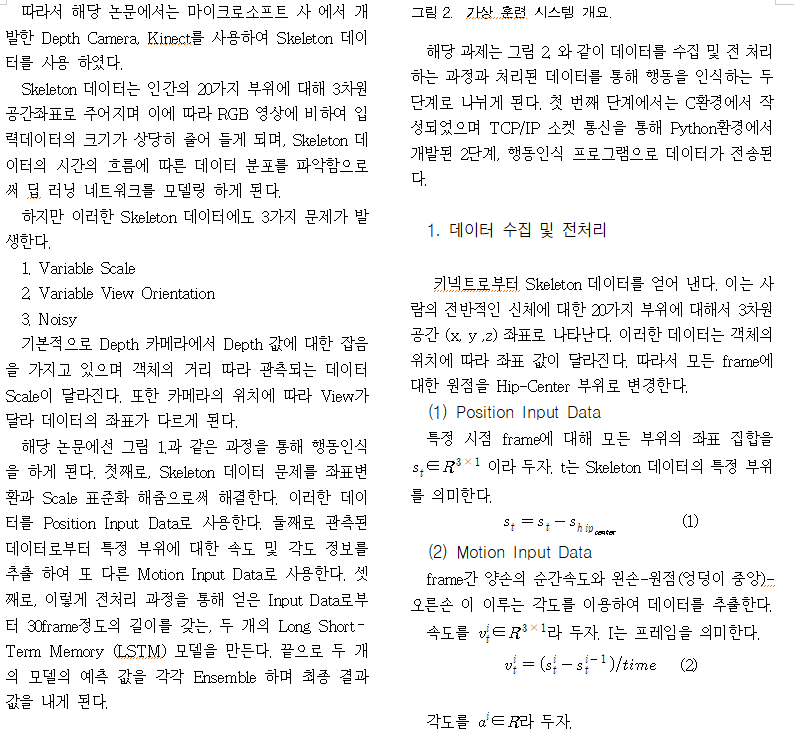 따라서 해당 논문에서는 마이크로소프트 사 에서 개
발한 Depth Camera, Kinect를 사용하여 Skeleton 데이
터를 사용 하였다.
Skeleton 데이터는 인간의 20가지 부위에 대해 3차원
공간좌표로 주어지며 이에 따라 RGB 영상에 비하여 입
력데이터의 크기가 상당히 줄어 들게 되며, Skeleton 데
이터의 시간의 흐름에 따른 데이터 분포를 파악함으로
써 딥 러닝 네트워크를 모델링 하게 된다.
하지만 이러한 Skeleton 데이터에도 3가지 문제가 발
생한다.
1. Variable Scale
2. Variable View Orientation
3. Noisy
기본적으로 Depth 카메라에서 Depth 값에 대한 잡음
을 가지고 있으며 객체의 거리 따라 관측되는 데이터
Scale이 달라진다. 또한 카메라의 위치에 따라 View가
달라 데이터의 좌표가 다르게 된다.
해당 논문에선 그림 1.과 같은 과정을 통해 행동인식
을 하게 된다. 첫째로, Skeleton 데이터 문제를 좌표변
환과 Scale 표준화 해줌으로써 해결한다. 이러한 데이
터를 Position Input Data로 사용한다. 둘째로 관측된
데이터로부터 특정 부위에 대한 속도 및 각도 정보를
추출 하여 또 다른 Motion Input Data로 사용한다. 셋
째로, 이렇게 전처리 과정을 통해 얻은 Input Data로부
터 30frame정도의 길이를 갖는, 두 개의 Long Short-
Term Memory (LSTM) 모델을 만든다. 끝으로 두 개
의 모델의 예측 값을 각각 Ensemble 하며 최종 결과
값을 내게 된다.
그림 2. 가상 훈련 시스템 개요.
해당 과제는 그림 2. 와 같이 데이터를 수집 및 전 처리
하는 과정과 처리된 데이터를 통해 행동을 인식하는 두
단계로 나뉘게 된다. 첫 번째 단계에서는 C환경에서 작
성되었으며 TCP/IP 소켓 통신을 통해 Python환경에서
개발된 2단계, 행동인식 프로그램으로 데이터가 전송된
다.
1. 데이터 수집 및 전처리
키넥트로부터 Skeleton 데이터를 얻어 낸다. 이는 사
람의 전반적인 신체에 대한 20가지 부위에 대해서 3차원
공간 (x, y ,z) 좌표로 나타난다. 이러한 데이터는 객체의
위치에 따라 좌표 값이 달라진다. 따라서 모든 frame에
대한 원점을 Hip-Center 부위로 변경한다.
(1) Position Input Data
특정 시점 frame에 대해 모든 부위의 좌표 집합을
s_t∈R^{3×1} 이라 두자. t는 Skeleton 데이터의 특정 부위
를 의미한다.
s_t = s_t − s_{hip_{center}} (1)
(2) Motion Input Data
frame간 양손의 순간속도와 왼손-원점(엉덩이 중앙)-
오른손 이 이루는 각도를 이용하여 데이터를 추출한다.
속도를 v_t^i∈R^{3×1}라 두자. I는 프레임을 의미한다.
v_t^i = (s_t^i − s_t^{i−1})/time (2)
각도를 a^i∈R라 두자.